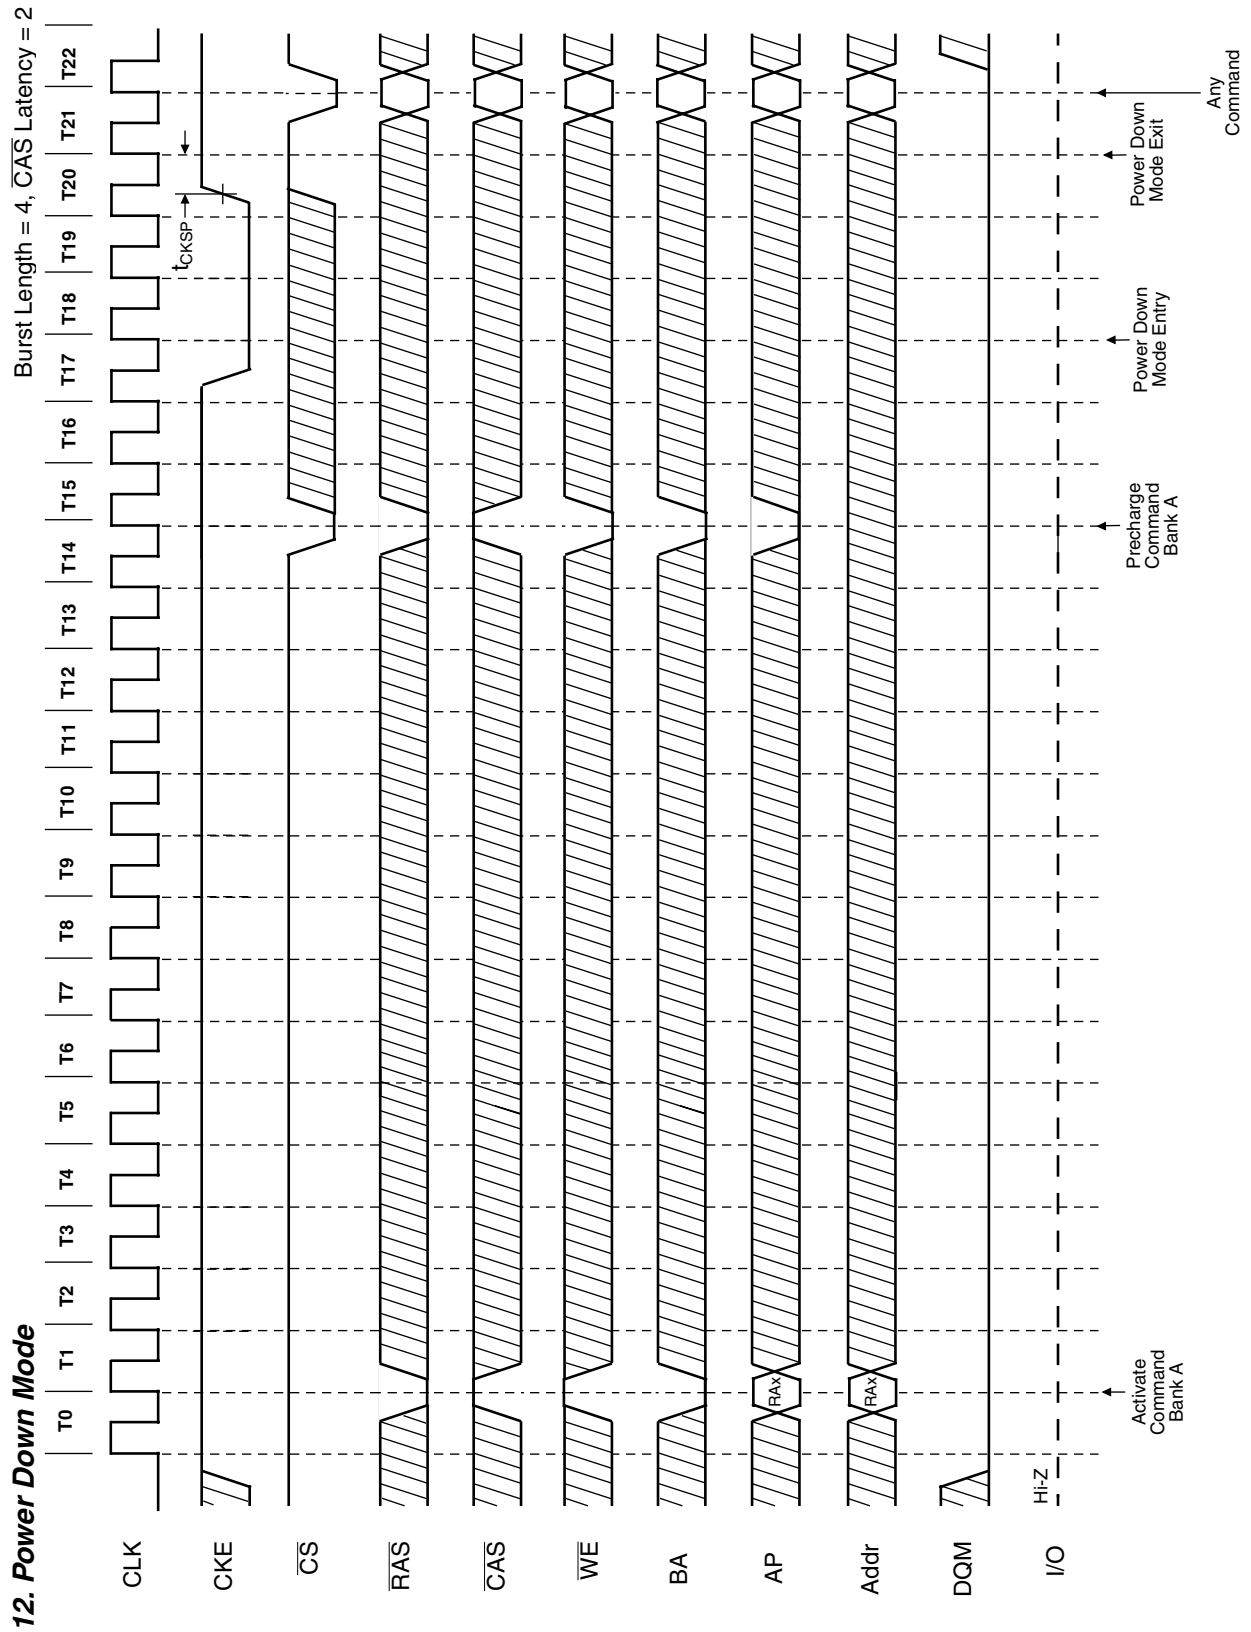 12. Power Down Mode
Burst Length = 4, CAS Latency = 2
T0 T1 T2 T3 T4 T5 T6 T7 T8 T9 T10 T11 T12 T13 T14 T15 T16 T17 T18 T19 T20 T21 T22
CLK
CKE
tCKSP
CS
RAS
CAS
WE
BA
AP
RAx
Addr
RAx
DQM
I/O
Hi-Z
Activate
Command
Bank A
Precharge
Command
Bank A
Power Down
Mode Entry
Power Down
Mode Exit
Any
Command